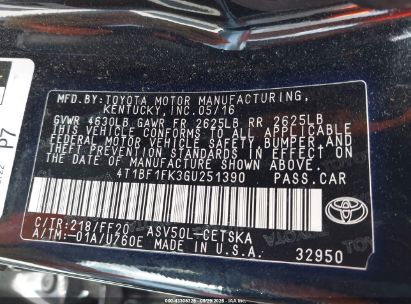 MFD.BY:TOYOTA MOTOR MANUFACTURING,
KENTUCKY, INC.05/16
GVWR 4630LB GAWR FR 2625LB RR 2625LB
THIS VEHICLE CONFORMS TO ALL APPLICABLE
FEDERAL MOTOR VEHICLE SAFETY, BUMPER, AND
THEFT PREVENTION STANDARDS IN EFFECT ON
THE DATE OF MANUFACTURE SHOWN ABOVE.
4T1BF1FK3GU251390 PASS.CAR
C/TR:218/FF20 ASV50L-CETSKA
A/TM:-01A/U760E MADE IN U.S.A.
TOYOTA
32950
P7